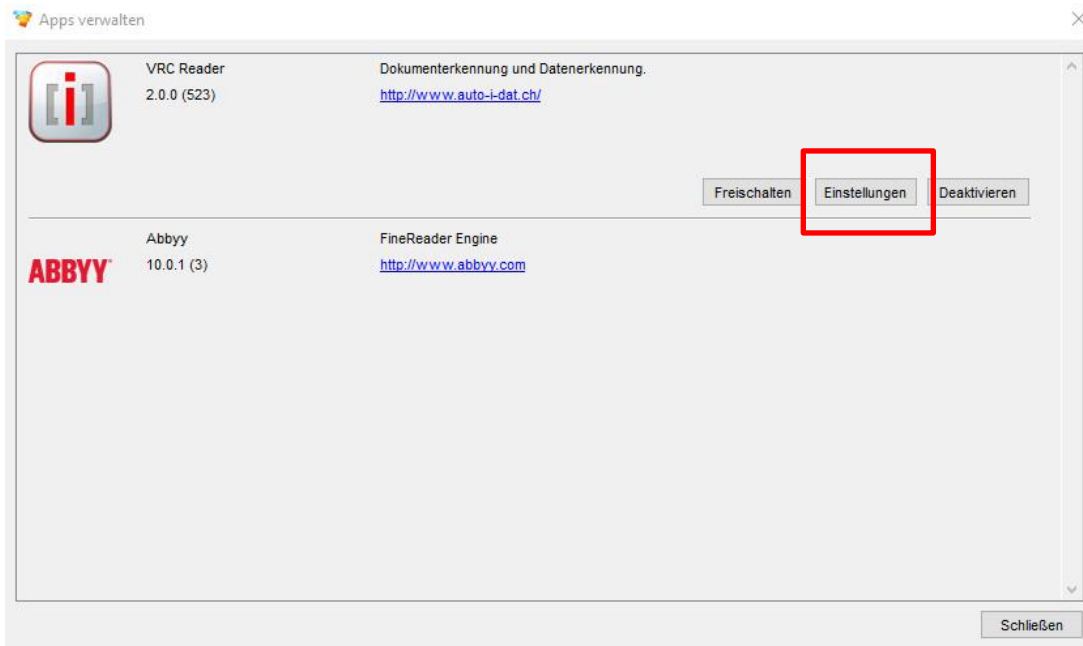 Apps verwalten
VRC Reader
Dokumenterkennung und Datenerkennung.
2.0.0 (523)
http://www.auto-i-dat.ch/
[i]
Freischalten
Einstellungen
Deaktivieren
Abbyy
FineReader Engine
ABBYY
10.0.1 (3)
http://www.abbyy.com
Schließen